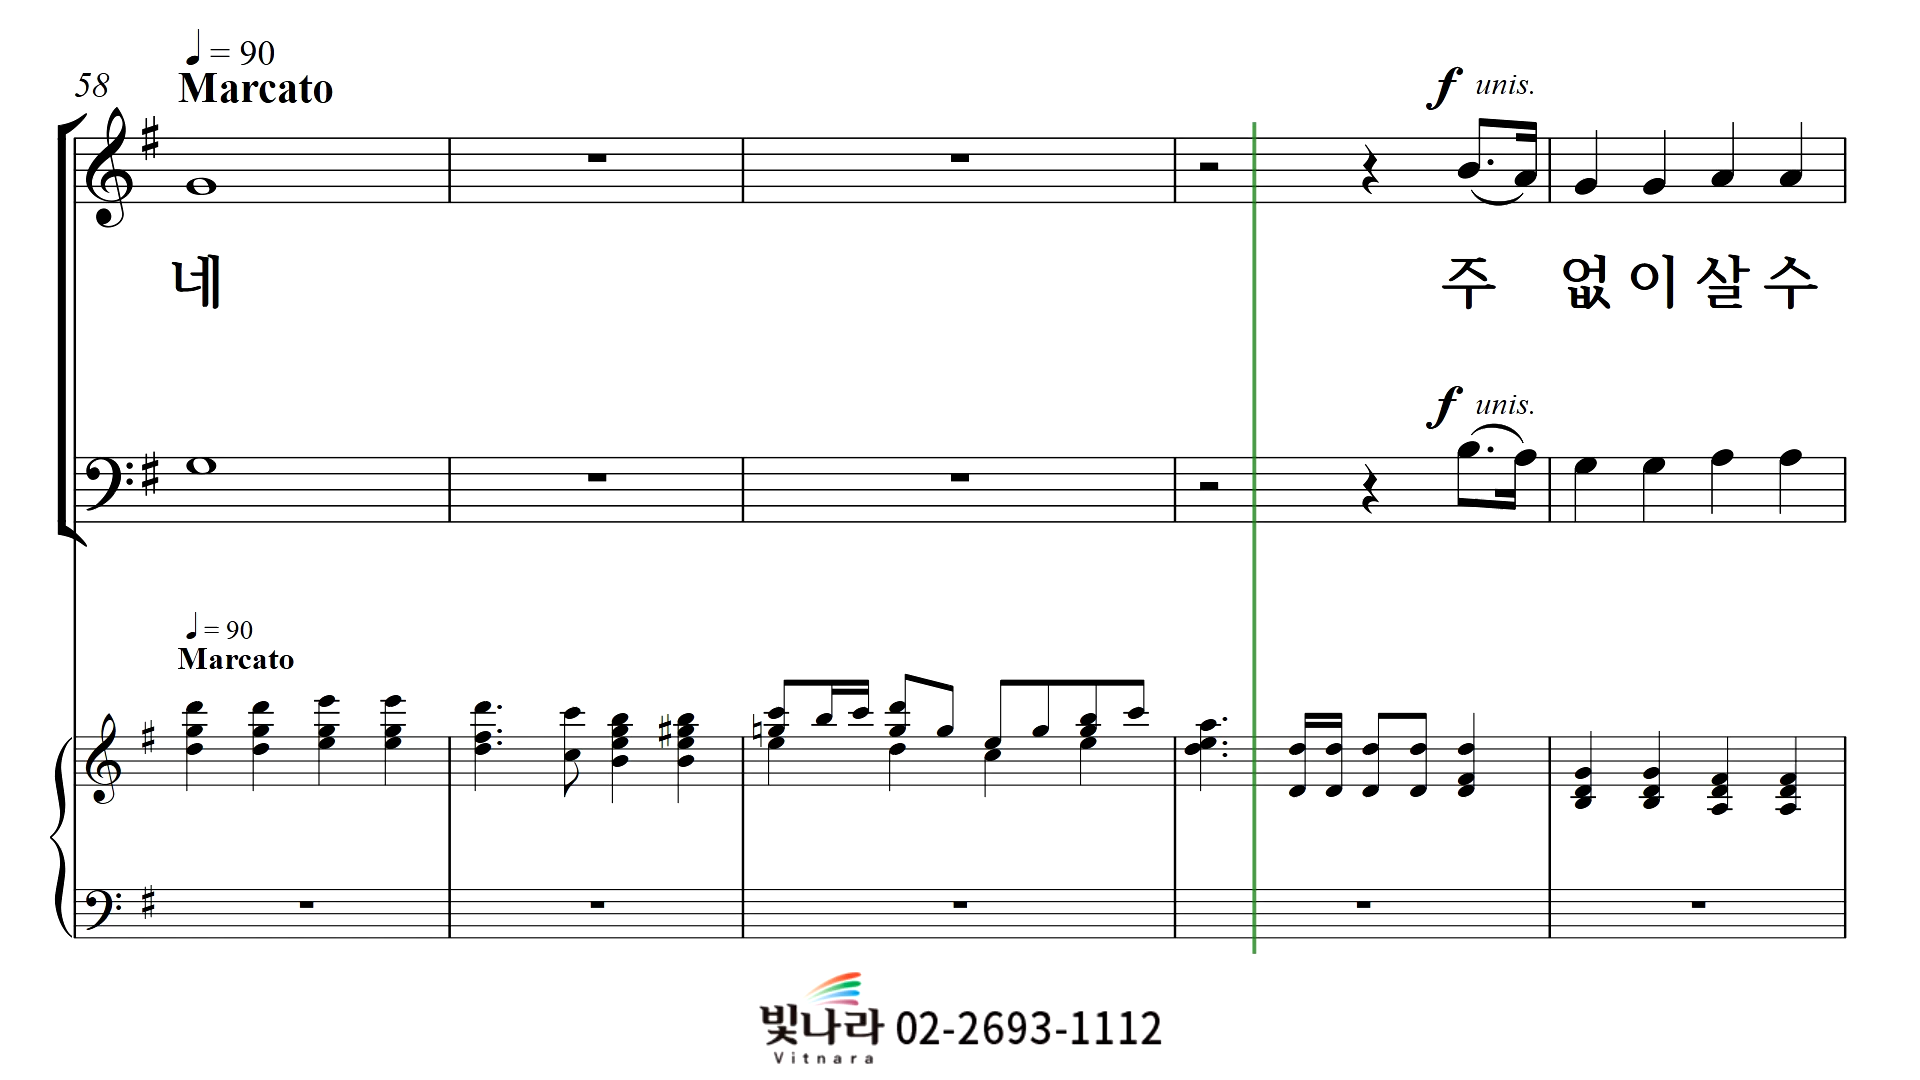 ♩ = 90
58 Marcato
f unis.
네 주 없 이 살 수
f unis.
♩ = 90
Marcato
빛나라 02-2693-1112
Vitnara